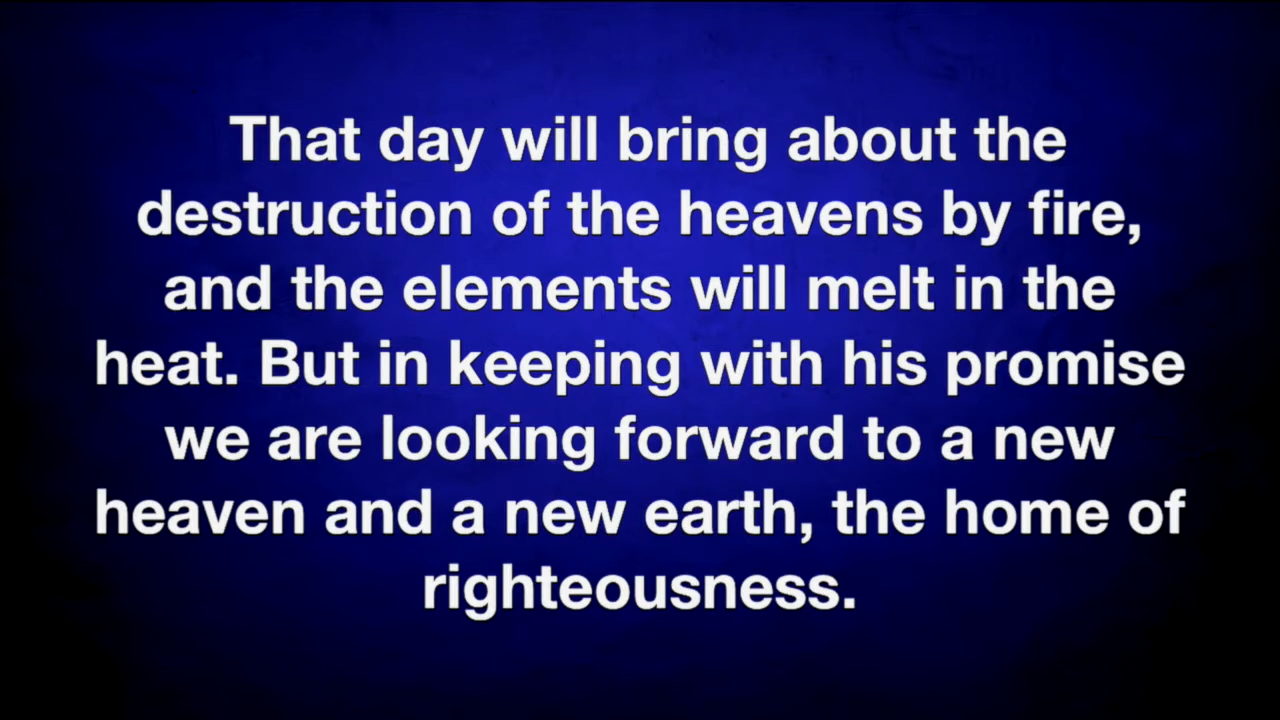 That day will bring about the
destruction of the heavens by fire,
and the elements will melt in the
heat. But in keeping with his promise
we are looking forward to a new
heaven and a new earth, the home of
righteousness.